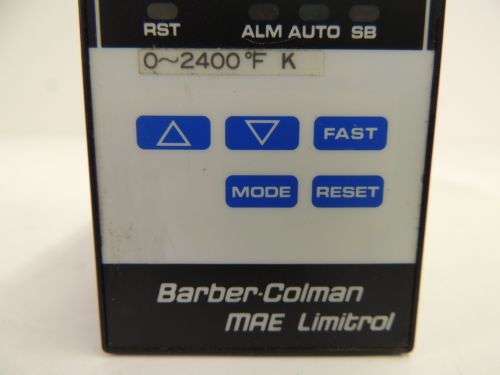 RST ALM AUTO SB
0~2400°F K
FAST
MODE RESET
Barber-Colman
MAE Limitrol